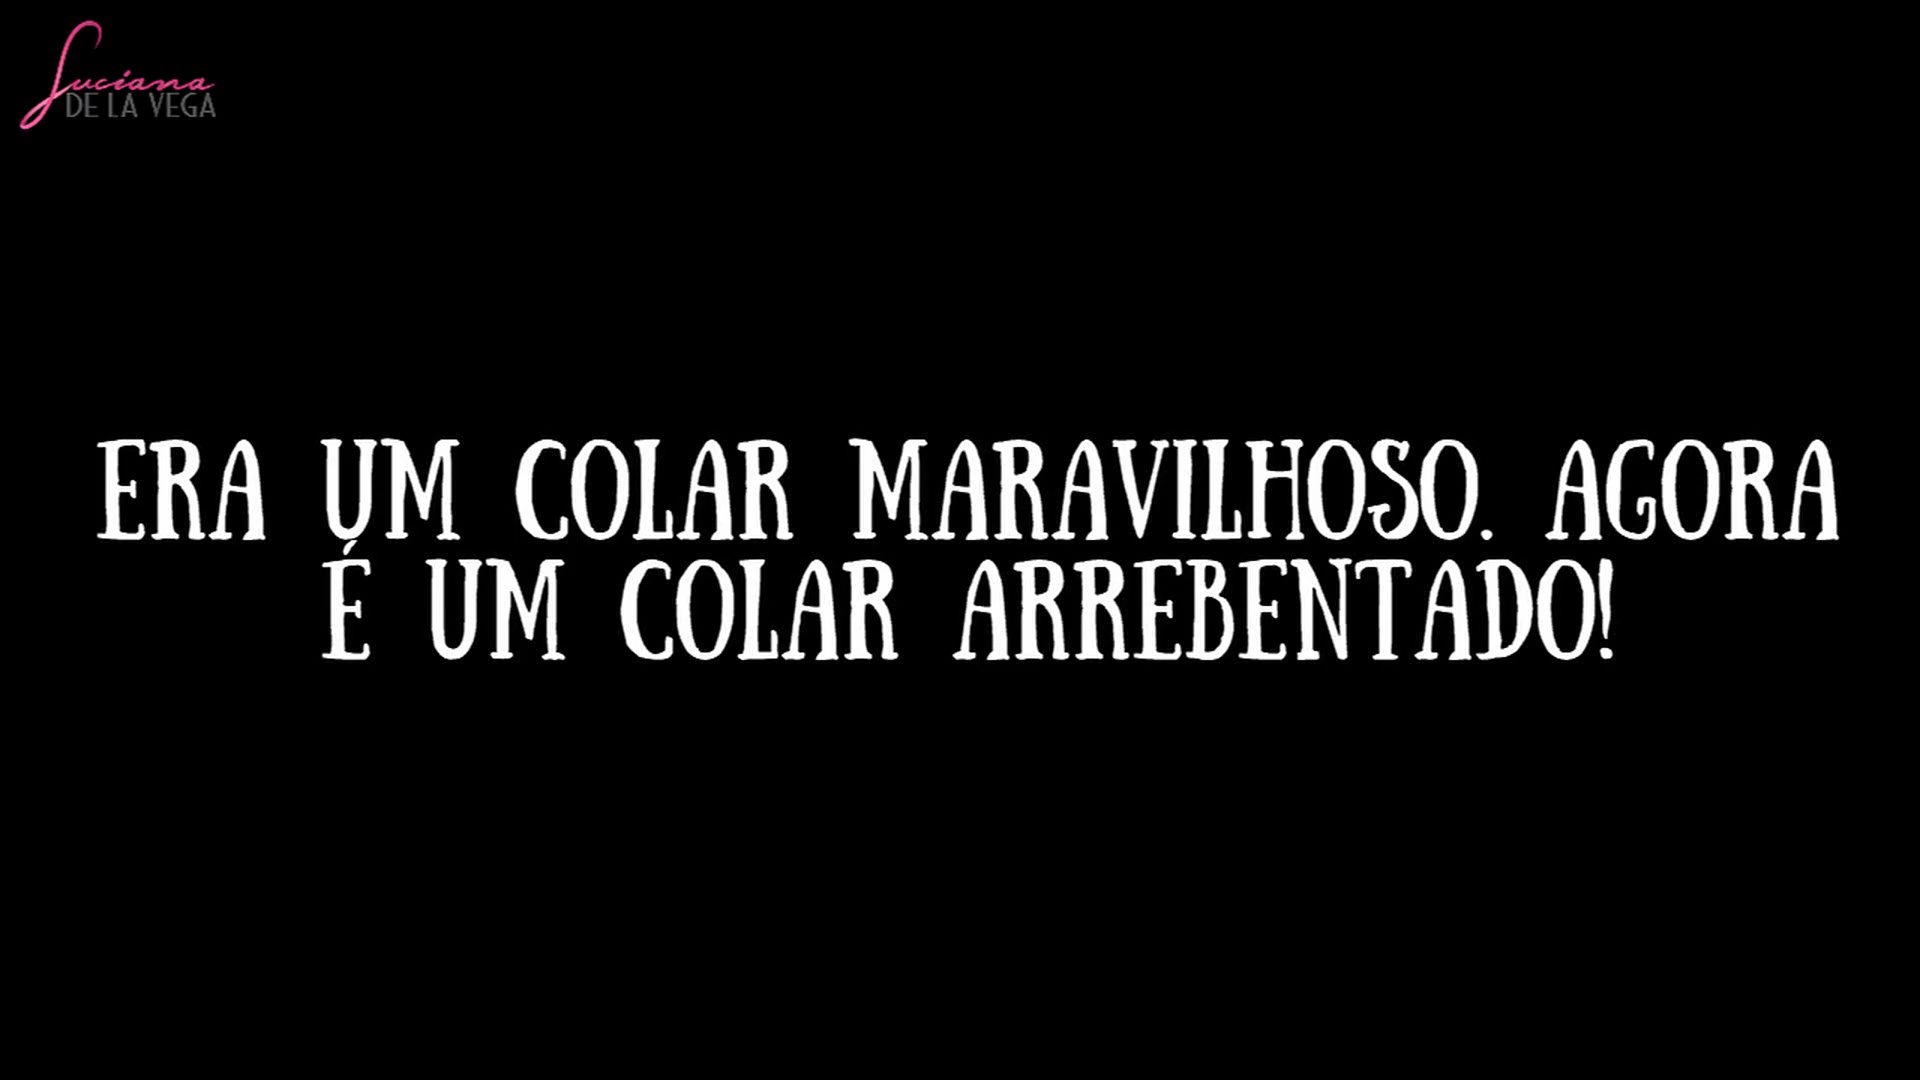 Luciana
DE LA VEGA
ERA UM COLAR MARAVILHOSO. AGORA
É UM COLAR ARREBENTADO!